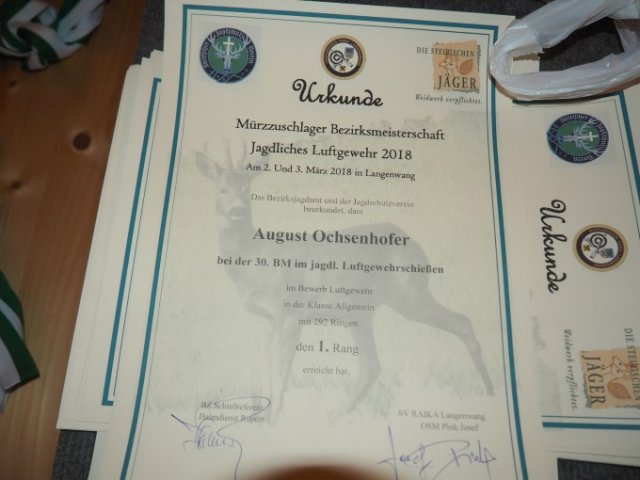 DIE STEIRISCHEN
JÄGER
Weidwerk verpflichtet.
Urkunde
Mürzzuschlager Bezirksmeisterschaft
Jagdliches Luftgewehr 2018
Am 2. Und 3. März 2018 in Langenwang
Das Bezirksjagdamt und der Jagdschutzverein
beurkundet, dass
August Ochsenhofer
bei der 30. BM im jagdl. Luftgewehrschießen
im Bewerb Luftgewehr
in der Klasse Allgemein
mit 292 Ringen
den 1. Rang
erreicht hat.
BZ Schießreferent
Halpdienst Rupert
SV RAIKA Langenwang
OSM Pink Josef
Urkunde
DIE STEIRISCHEN
JÄGER
Weidwerk verpflichtet.